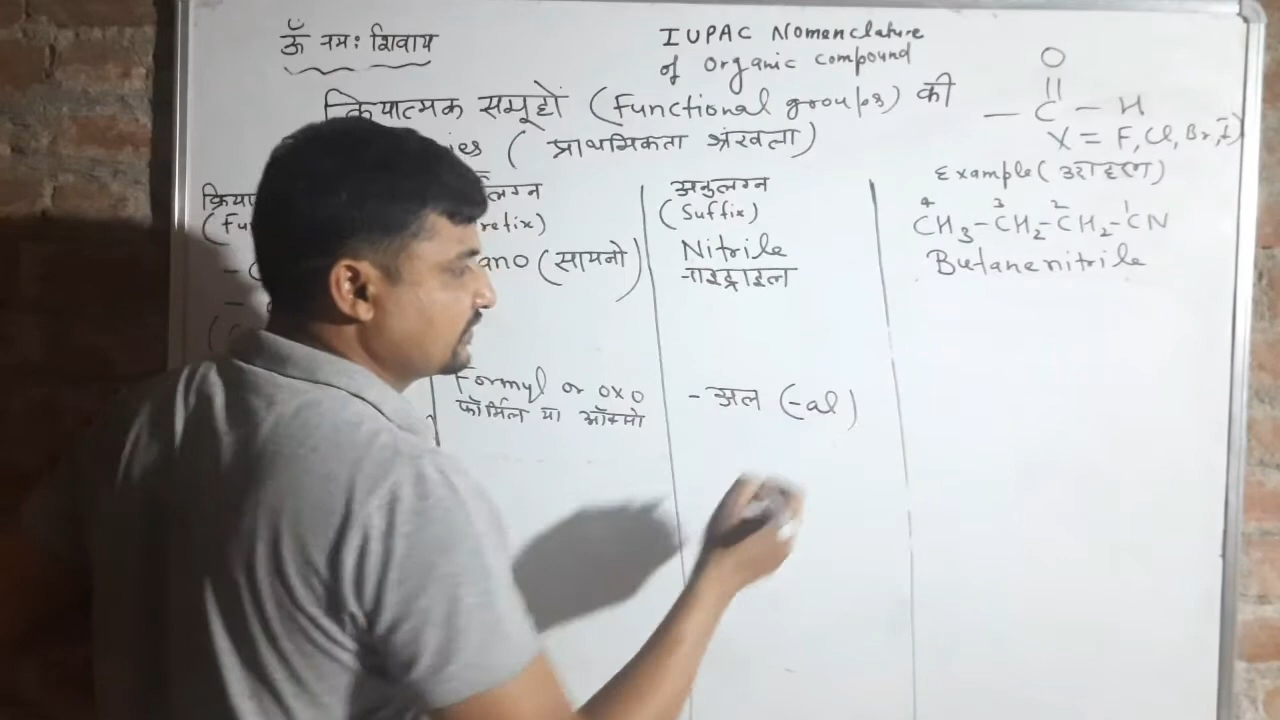 ॐ नमः शिवाय
IUPAC Nomenclature
of organic compound
क्रियात्मक समूहों (Functional groups) की
(प्राथमिकता श्रंखला)
O
||
— C — H
X = F, Cl, Br, I)
Example (उदाहरण)
अनुलग्न
(Suffix)
Nitrile
नाइट्राइल
ano (सायनो)
4 3 2 1
CH3-CH2-CH2-CN
Butanenitrile
Formyl or oxo
फॉर्मिल या ऑक्सो
- अल (-al)